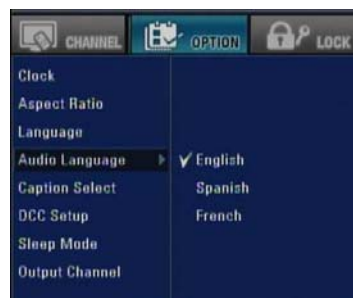 CHANNEL OPTION LOCK
Clock
Aspect Ratio
Language
Audio Language English
Caption Select Spanish
DCC Setup French
Sleep Mode
Output Channel